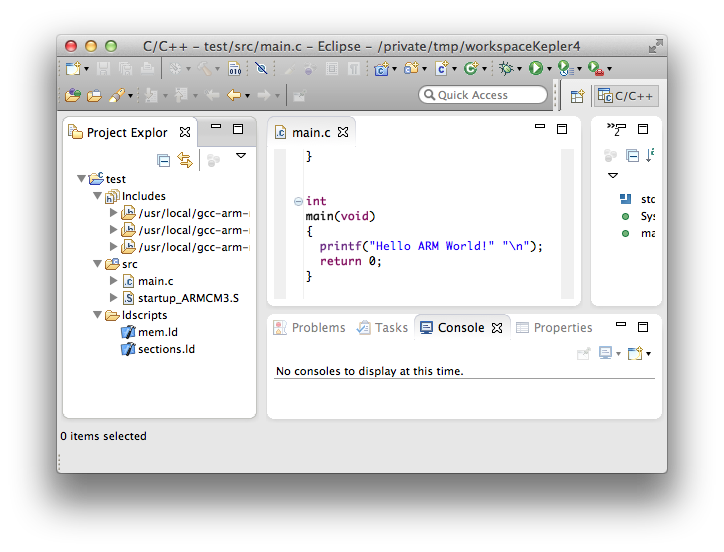 C/C++ – test/src/main.c – Eclipse – /private/tmp/workspaceKepler4
010
Quick Access
C/C++
Project Explor
main.c
2
test
Includes
/usr/local/gcc-arm-
/usr/local/gcc-arm-
/usr/local/gcc-arm-
src
main.c
startup_ARMCM3.S
ldscripts
mem.ld
sections.ld
}
int
main(void)
{
printf("Hello ARM World!" "\n");
return 0;
}
stc
Sys
ma
Problems
Tasks
Console
Properties
No consoles to display at this time.
0 items selected